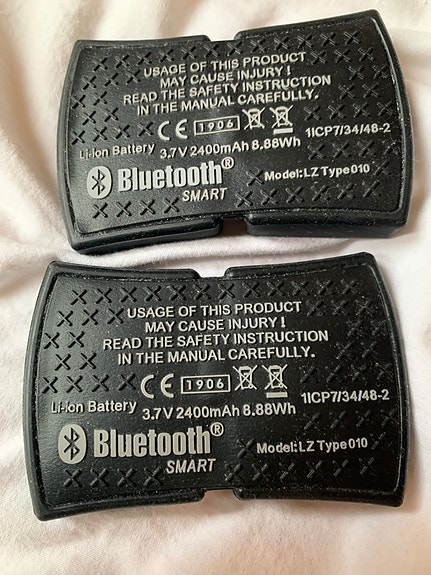 USAGE OF THIS PRODUCT
MAY CAUSE INJURY!
READ THE SAFETY INSTRUCTION
IN THE MANUAL CAREFULLY.
CE 1906
Li-ion Battery 3.7V 2400mAh 8.88Wh 1ICP7/34/48-2
Bluetooth® Model:LZ Type010
SMART
USAGE OF THIS PRODUCT
MAY CAUSE INJURY!
READ THE SAFETY INSTRUCTION
IN THE MANUAL CAREFULLY.
CE 1906
Li-ion Battery 3.7V 2400mAh 8.88Wh 1ICP7/34/48-2
Bluetooth® Model:LZ Type010
SMART